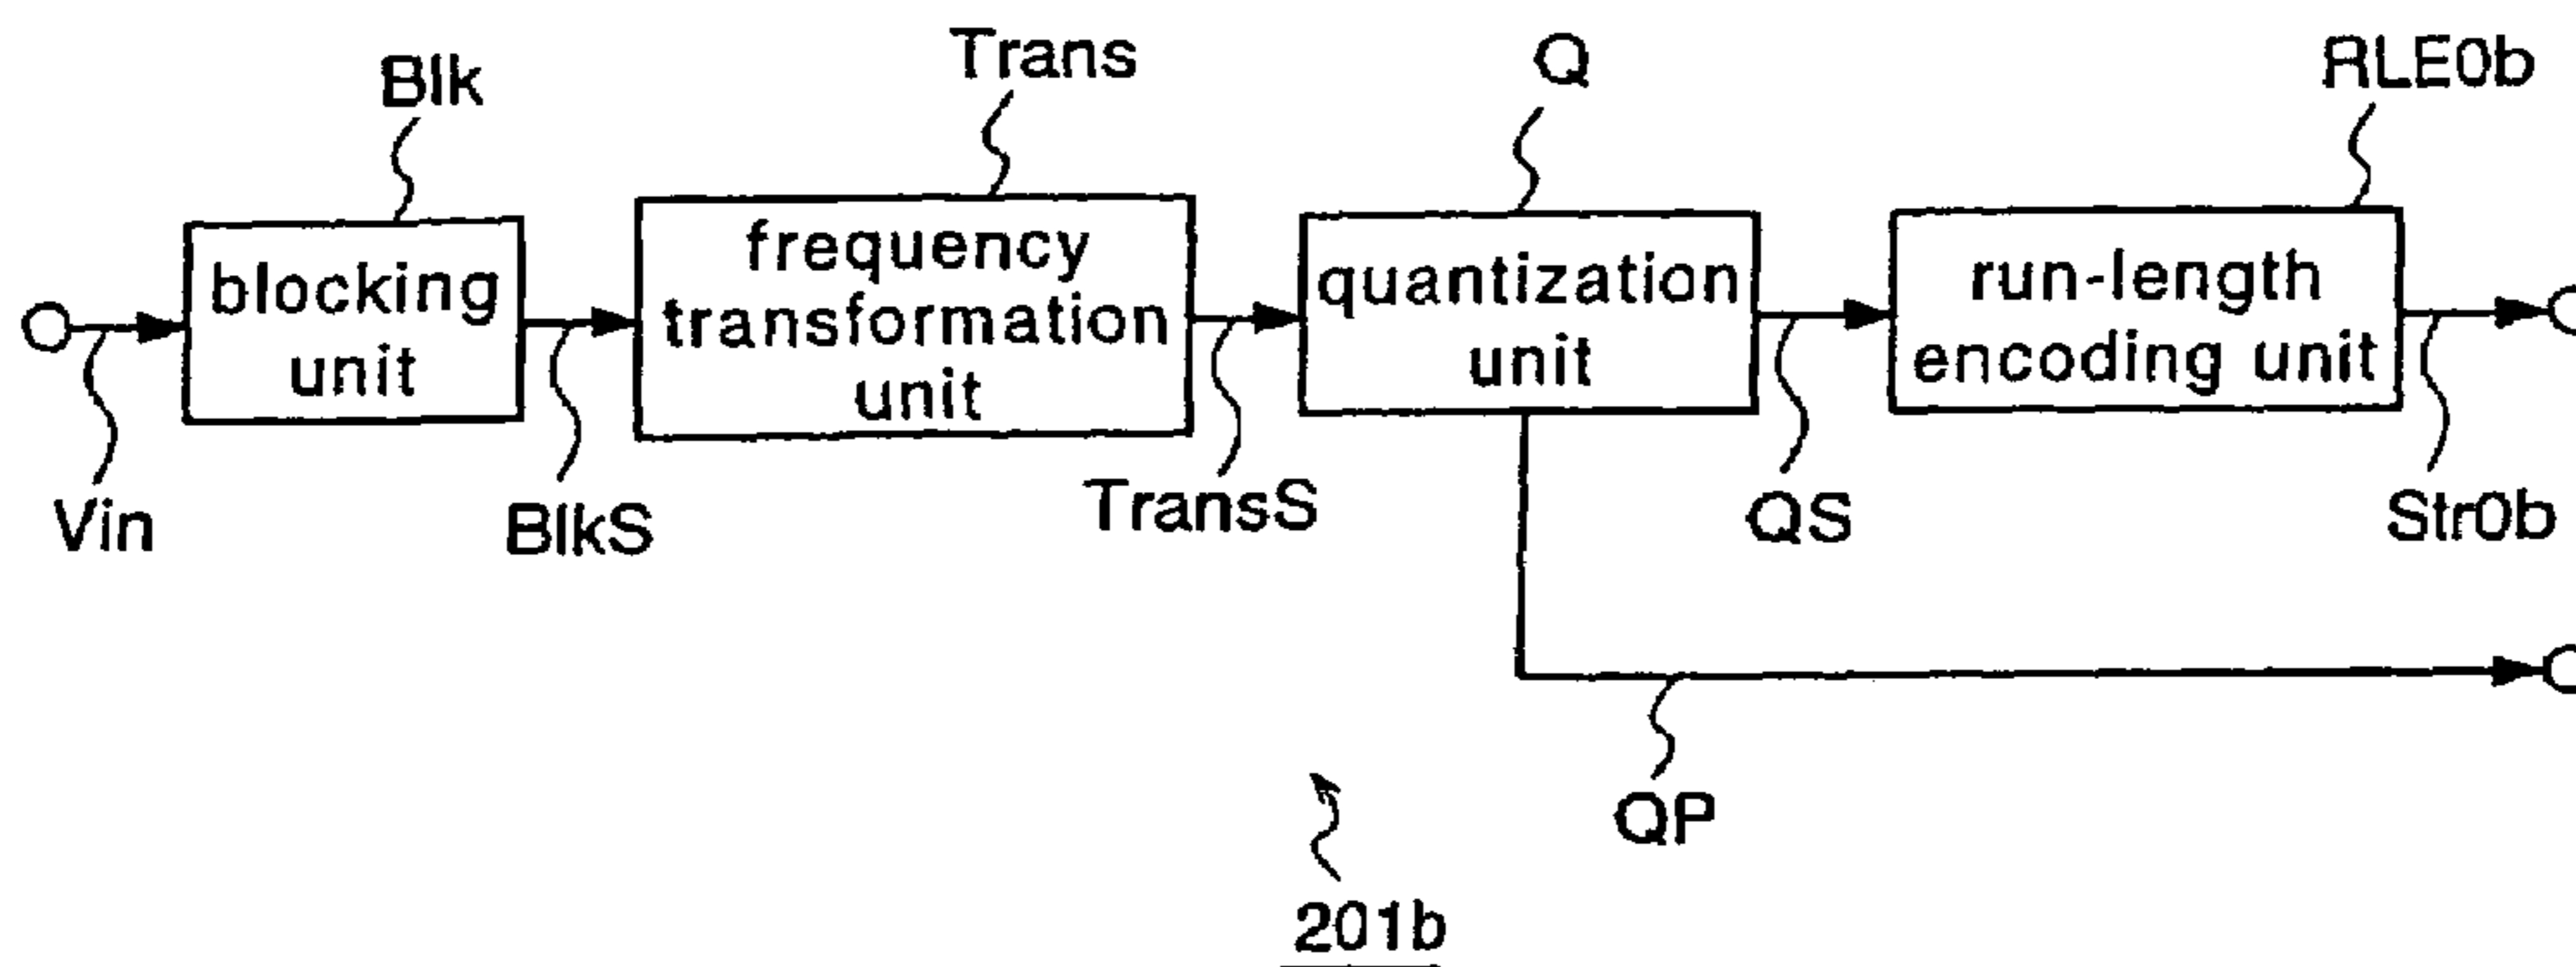 Blk
Trans
Q
RLE0b
blocking
unit
frequency
transformation
unit
quantization
unit
run-length
encoding unit
Vin
BlkS
TransS
QS
Str0b
QP
201b